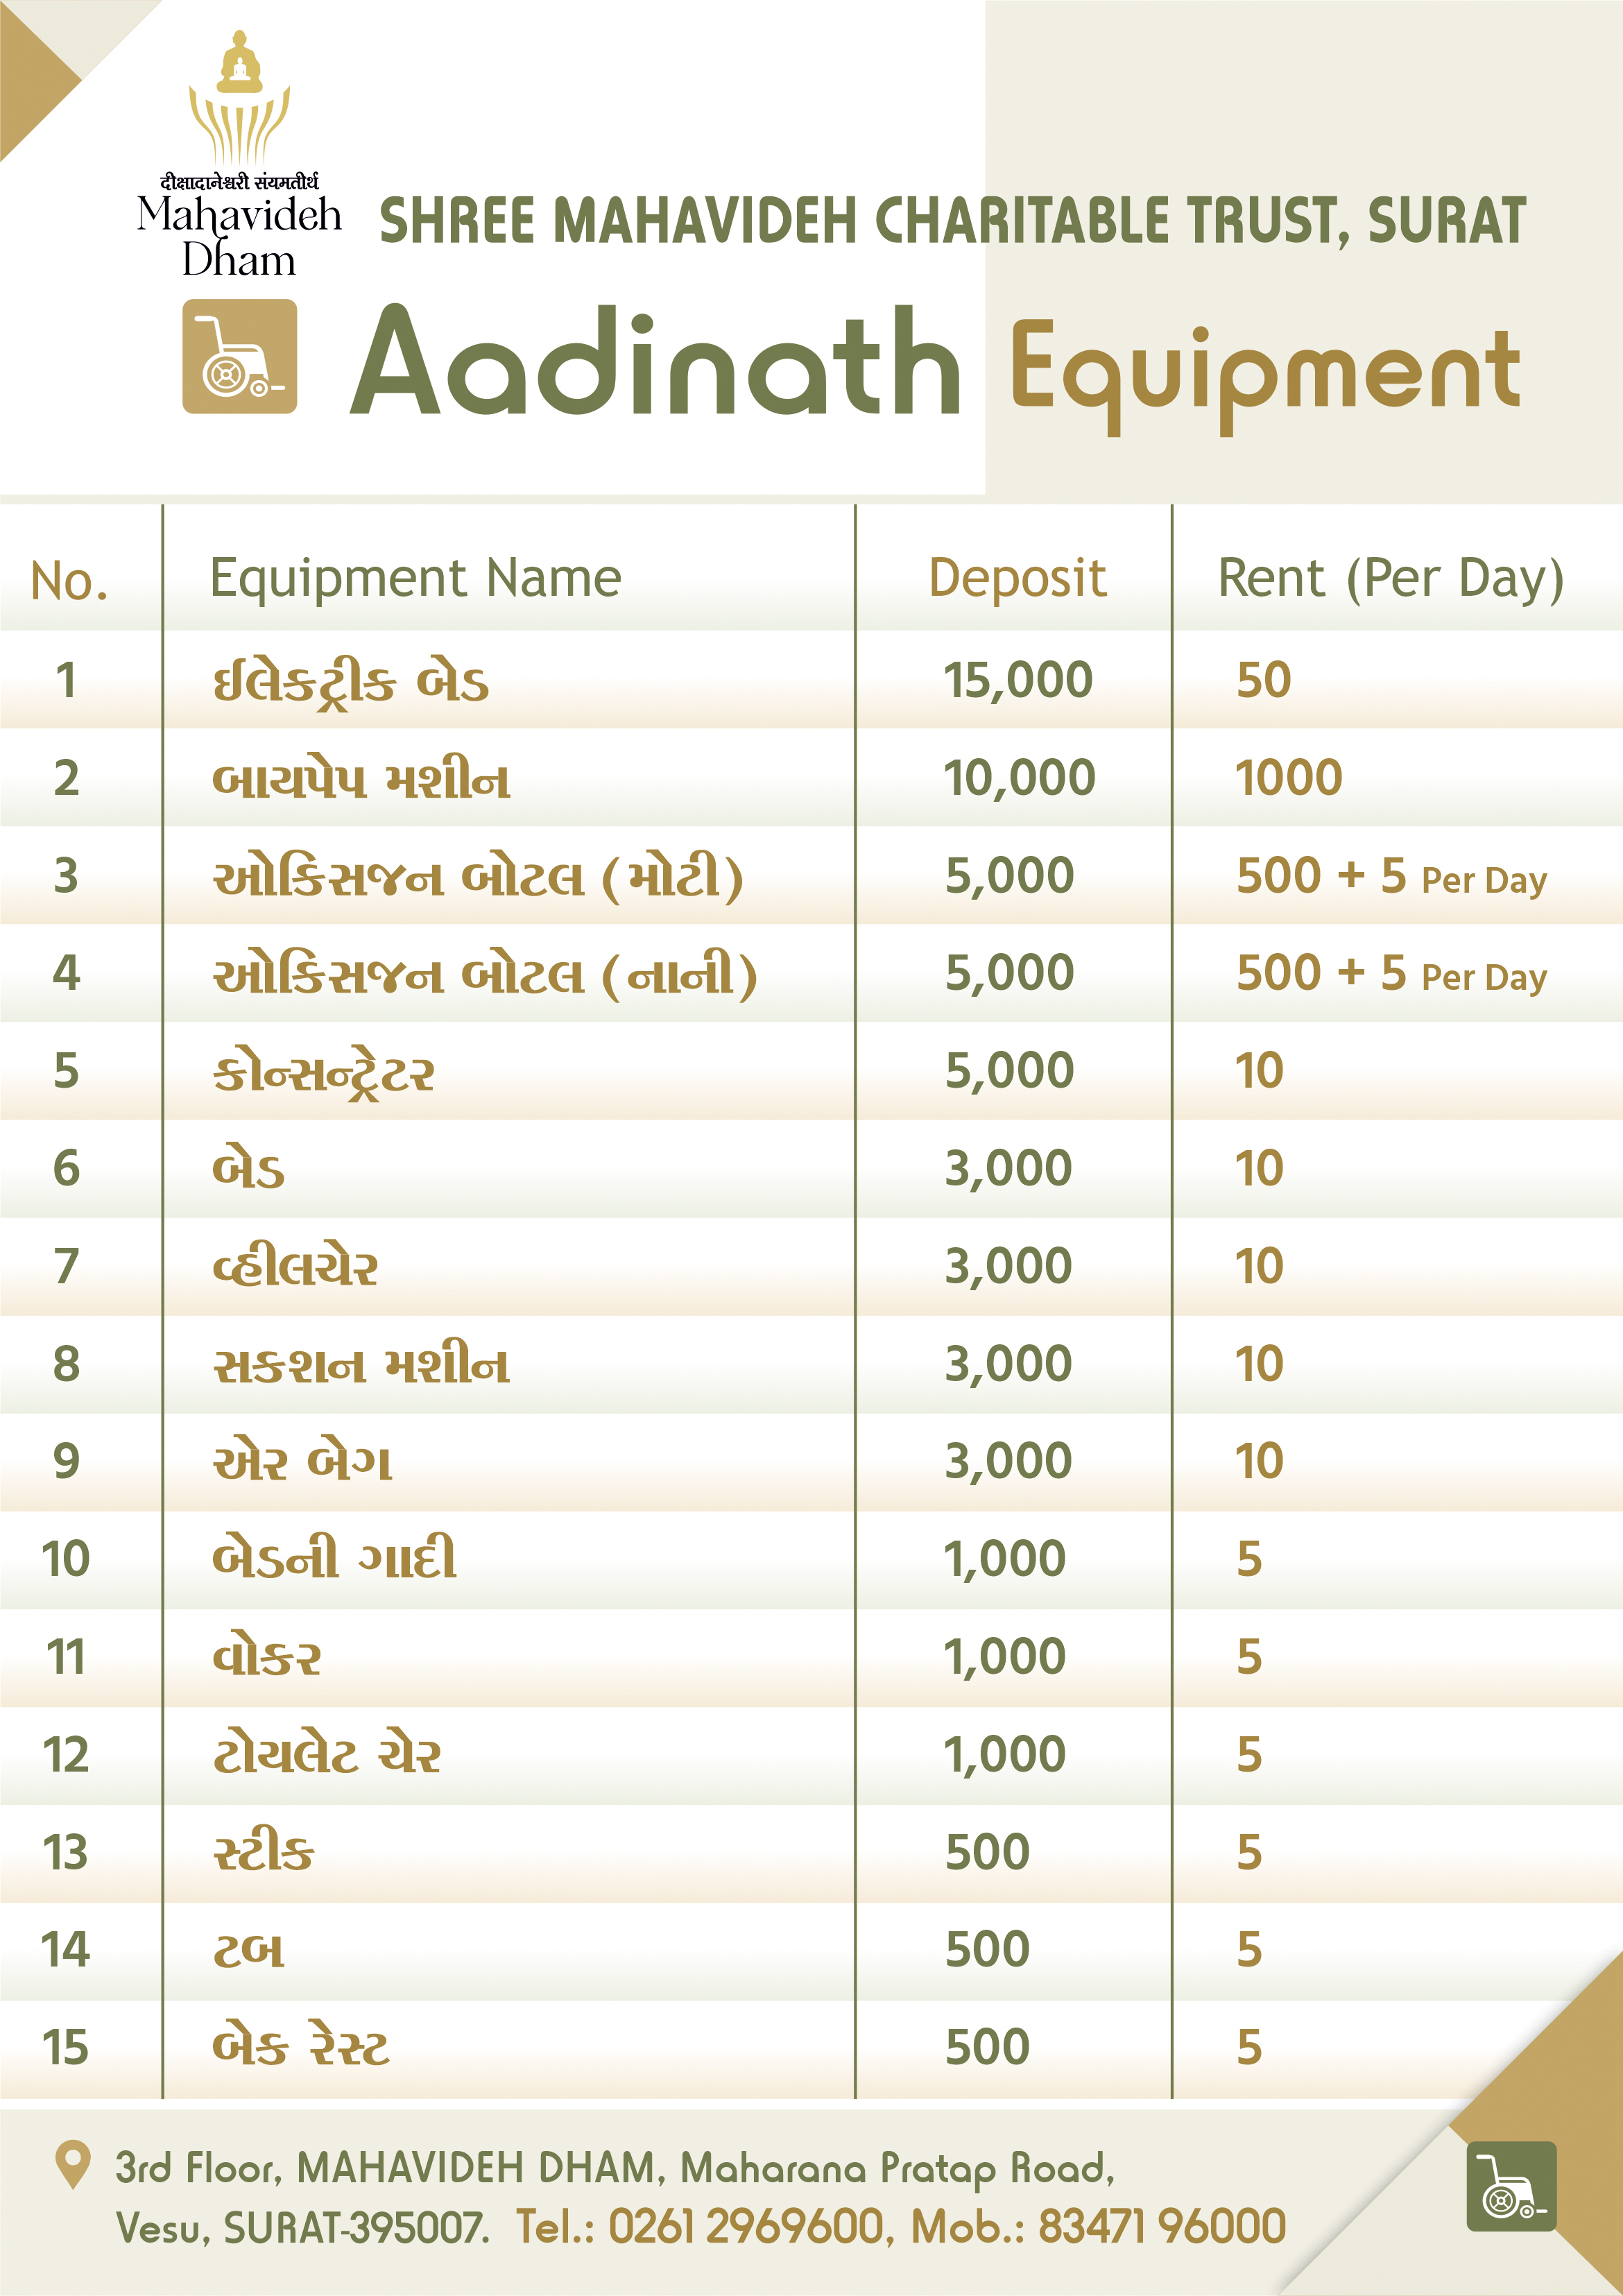 दीक्षादानेश्वरी संयमतीर्थ
Mahavideh
Dham
SHREE MAHAVIDEH CHARITABLE TRUST, SURAT
Aadinath Equipment
No. Equipment Name Deposit Rent (Per Day)
1 ઈલેકટ્રીક બેડ 15,000 50
2 બાયપેપ મશીન 10,000 1000
3 ઓકિસજન બોટલ (મોટી) 5,000 500 + 5 Per Day
4 ઓકિસજન બોટલ (નાની) 5,000 500 + 5 Per Day
5 કોન્સન્ટ્રેટર 5,000 10
6 બેડ 3,000 10
7 વ્હીલચેર 3,000 10
8 સકશન મશીન 3,000 10
9 એર બેગ 3,000 10
10 બેડની ગાદી 1,000 5
11 વોકર 1,000 5
12 ટોયલેટ ચેર 1,000 5
13 સ્ટીક 500 5
14 ટબ 500 5
15 બેક રેસ્ટ 500 5
3rd Floor, MAHAVIDEH DHAM, Maharana Pratap Road,
Vesu, SURAT-395007. Tel.: 0261 2969600, Mob.: 83471 96000